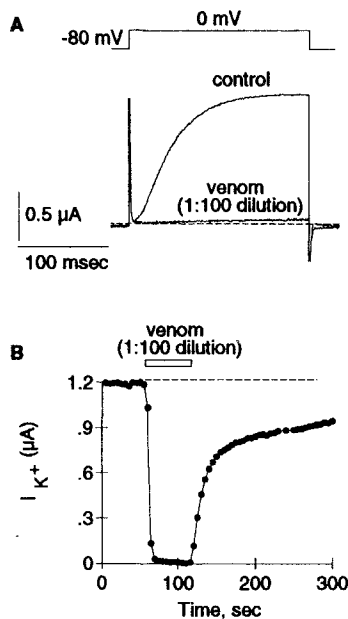 A
0 mV
-80 mV
control
venom
(1:100 dilution)
0.5 µA
100 msec
B
venom
(1:100 dilution)
1.2
.9
.6
.3
0
I K+ (µA)
0 100 200 300
Time, sec